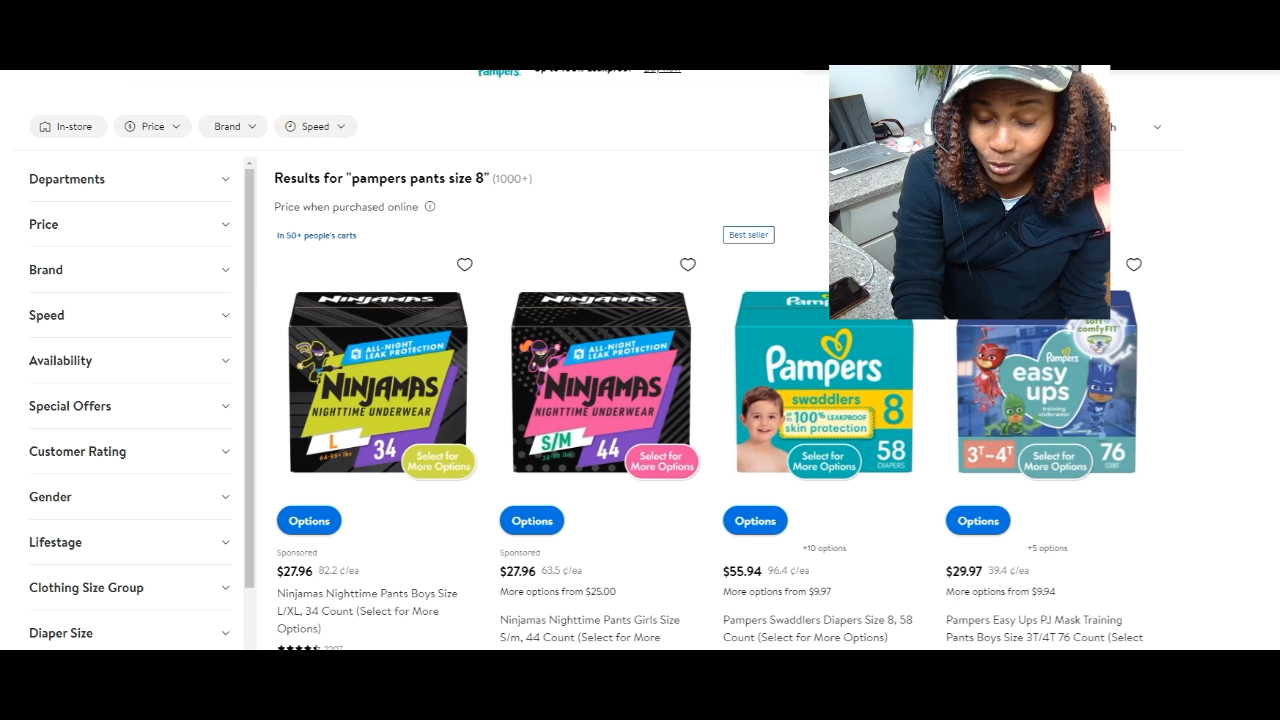 Pampers.
In-store
Price
Brand
Speed
Departments
Price
Brand
Speed
Availability
Special Offers
Customer Rating
Gender
Lifestage
Clothing Size Group
Diaper Size
Results for "pampers pants size 8" (1000+)
Price when purchased online
In 50+ people's carts
Best seller
NINJAMAS
ALL-NIGHT
LEAK PROTECTION
NINJAMAS
NIGHTTIME UNDERWEAR
L
34
Select for
More Options
NINJAMAS
ALL-NIGHT
LEAK PROTECTION
NINJAMAS
NIGHTTIME UNDERWEAR
S/M
44
Select for
More Options
Pampers
swaddlers
8
100% LEAKPROOF
skin protection
58
DIAPERS
Select for
More Options
comfyFIT
Pampers
easy
ups
training
underwear
3T-4T
76
COUNT
Select for
More Options
Options
Sponsored
$27.96 82.2 ¢/ea
Ninjamas Nighttime Pants Boys Size
L/XL, 34 Count (Select for More
Options)
Options
Sponsored
$27.96 63.5 ¢/ea
More options from $25.00
Ninjamas Nighttime Pants Girls Size
S/m, 44 Count (Select for More
Options
+10 options
$55.94 96.4 ¢/ea
More options from $9.97
Pampers Swaddlers Diapers Size 8, 58
Count (Select for More Options)
Options
+5 options
$29.97 39.4 ¢/ea
More options from $9.94
Pampers Easy Ups PJ Mask Training
Pants Boys Size 3T/4T 76 Count (Select